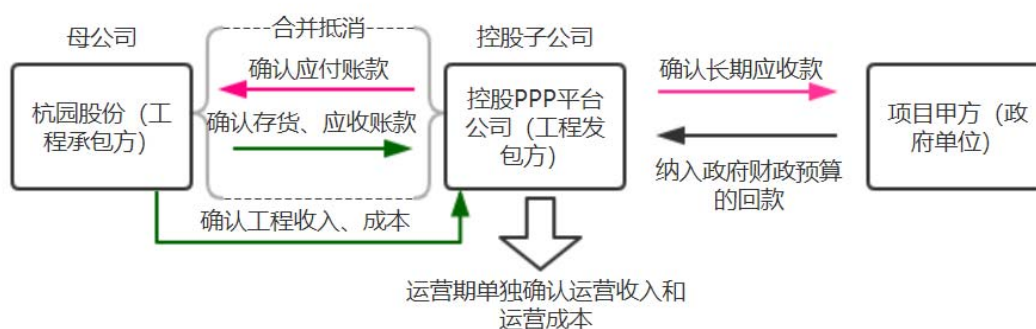 合并抵消
母公司
控股子公司
确认应付账款
确认长期应收款
杭园股份（工
程承包方）
控股PPP平台
公司（工程发
包方）
项目甲方（政
府单位）
确认存货、应收账款
纳入政府财政预算
的回款
确认工程收入、成本
运营期单独确认运营收入和
运营成本